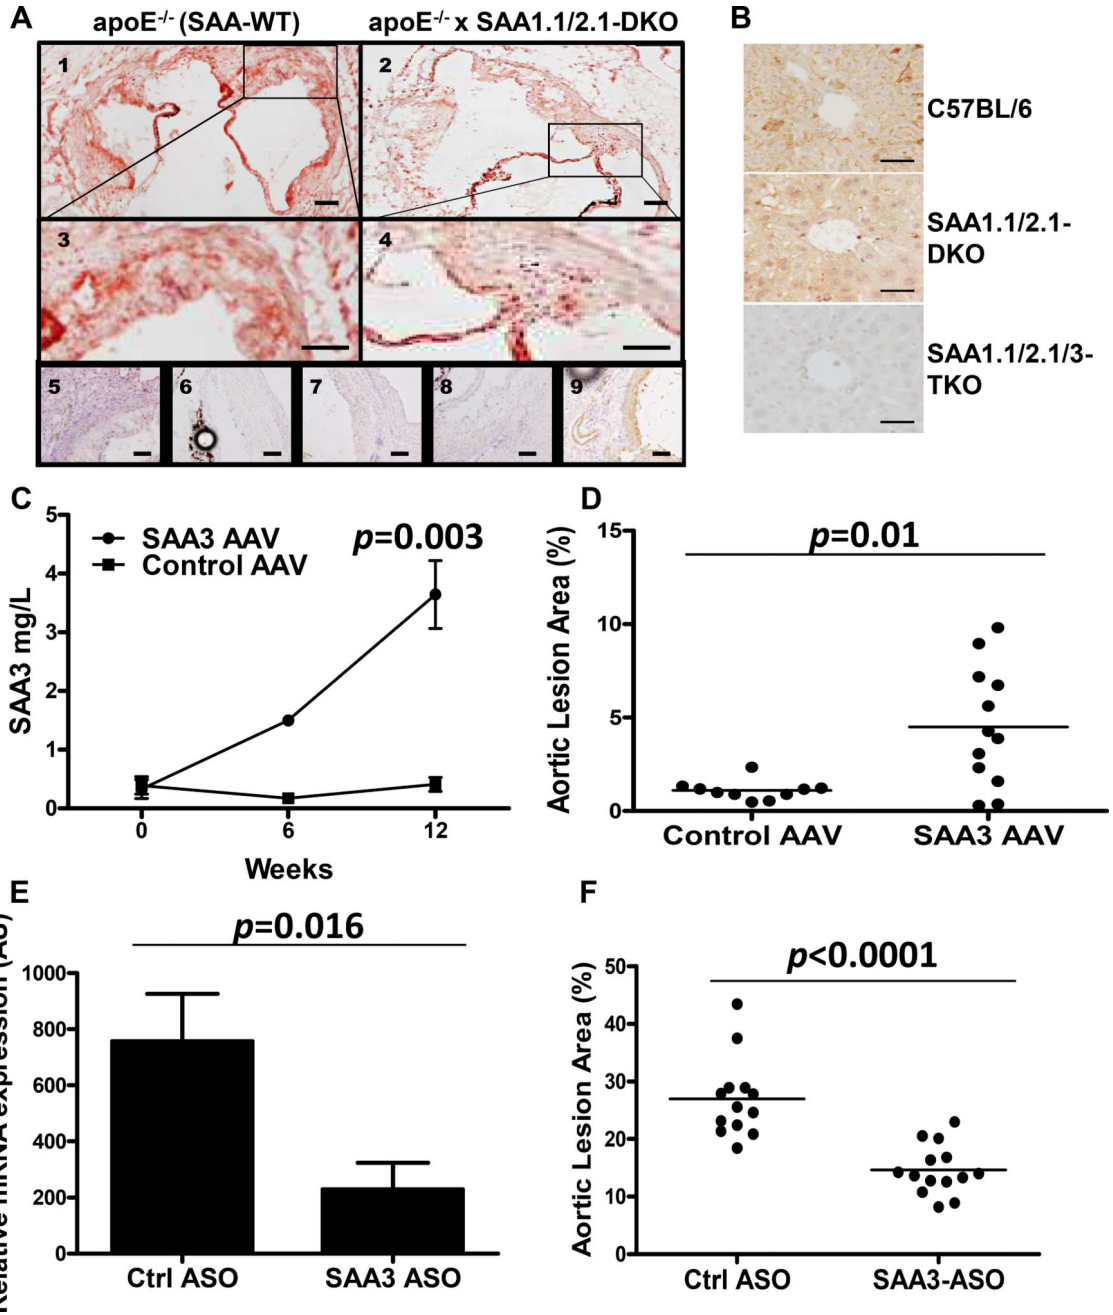 A
apoE-/- (SAA-WT)
apoE-/- x SAA1.1/2.1-DKO
1
2
3
4
5
6
7
8
9
B
C57BL/6
SAA1.1/2.1-
DKO
SAA1.1/2.1/3-
TKO
C
SAA3 AAV
Control AAV
p=0.003
SAA3 mg/L
5
4
3
2
1
0
0
6
12
Weeks
D
p=0.01
Aortic Lesion Area (%)
15
10
5
0
Control AAV
SAA3 AAV
E
p=0.016
Relative mRNA expression (AU)
1000
800
600
400
200
0
Ctrl ASO
SAA3 ASO
F
p<0.0001
Aortic Lesion Area (%)
50
40
30
20
10
0
Ctrl ASO
SAA3-ASO